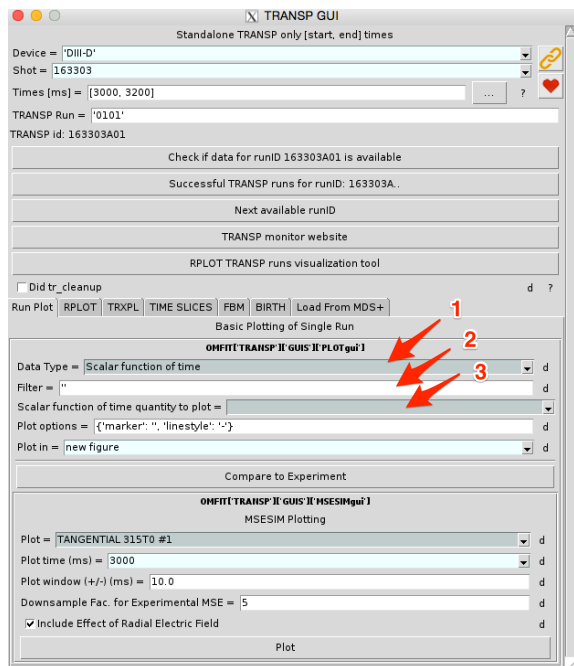 TRANSP GUI
Standalone TRANSP only [start, end] times
Device = 'DIII-D'
Shot = 163303
Times [ms] = [3000, 3200] ... ?
TRANSP Run = '0101'
TRANSP id: 163303A01
Check if data for runID 163303A01 is available
Successful TRANSP runs for runID: 163303A..
Next available runID
TRANSP monitor website
RPLOT TRANSP runs visualization tool
Did tr_cleanup d ?
Run Plot RPLOT TRXPL TIME SLICES FBM BIRTH Load From MDS+
1
Basic Plotting of Single Run
2
OMFIT['TRANSP']['GUIS']['PLOTgui']
3
Data Type = Scalar function of time d
Filter = '' d
Scalar function of time quantity to plot =
Plot options = {'marker': '', 'linestyle': '-'} d
Plot in = new figure d
Compare to Experiment
OMFIT['TRANSP']['GUIS']['MSESIMgui']
MSESIM Plotting
Plot = TANGENTIAL 315T0 #1 d
Plot time (ms) = 3000 d
Plot window (+/-) (ms) = 10.0 d
Downsample Fac. for Experimental MSE = 5 d
Include Effect of Radial Electric Field d
Plot